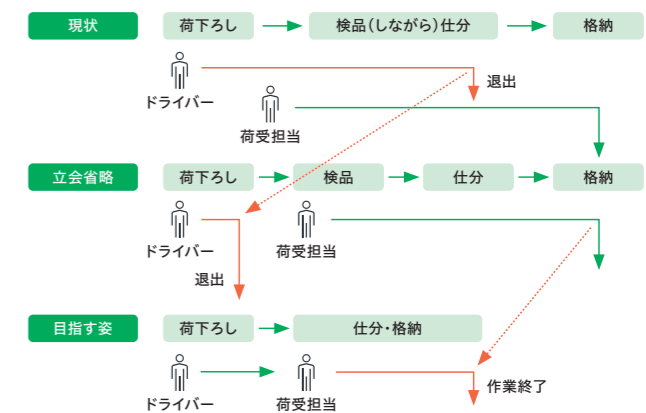 現状 荷下ろし 検品（しながら）仕分 格納
退出
ドライバー
荷受担当
立会省略 荷下ろし 検品 仕分 格納
ドライバー 荷受担当
退出
目指す姿 荷下ろし 仕分・格納
作業終了
ドライバー 荷受担当